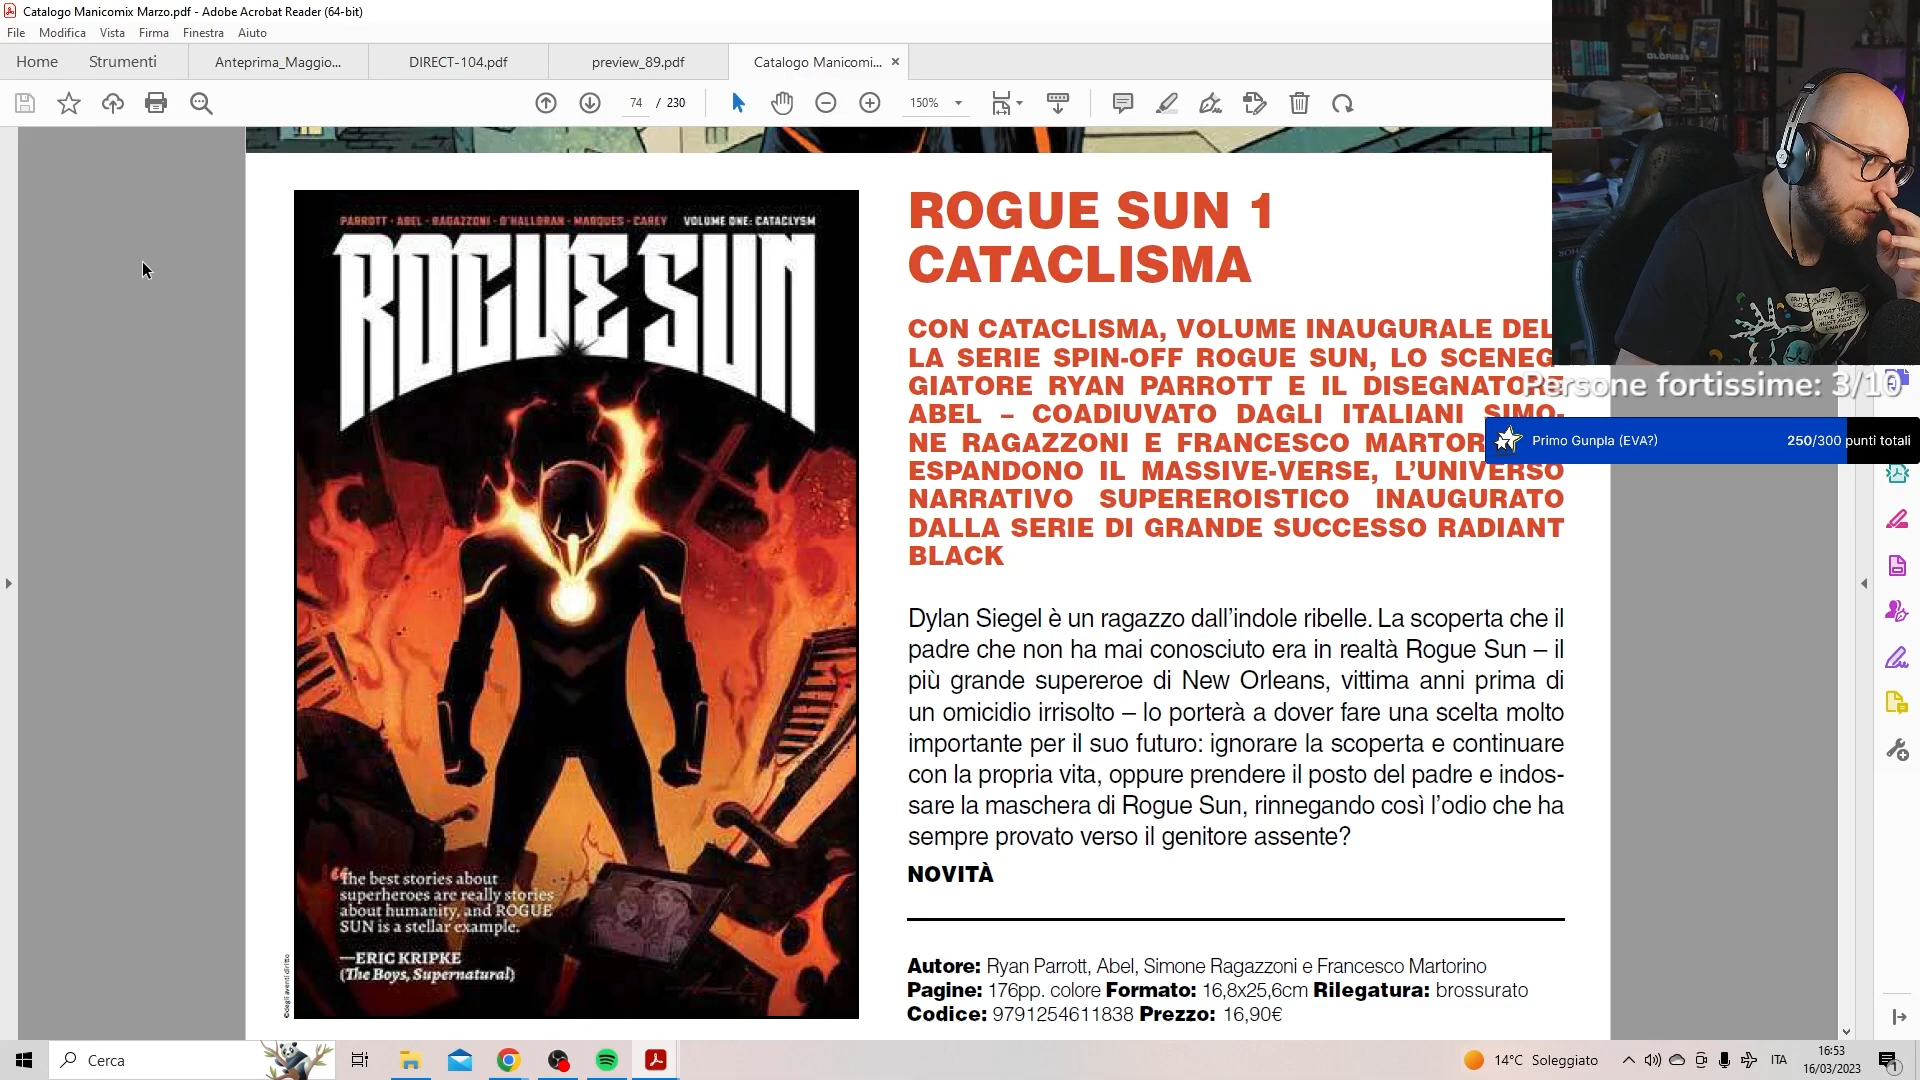 Catalogo Manicomix Marzo.pdf - Adobe Acrobat Reader (64-bit)
File Modifica Vista Firma Finestra Aiuto
Home Strumenti Anteprima_Maggio... DIRECT-104.pdf preview_89.pdf Catalogo Manicomi...
74 / 230 150%
PARROTT · ABEL · RAGAZZONI · O'HALLORAN · MARQUES · CAREY VOLUME ONE: CATACLYSM
ROGUE SUN
"The best stories about
superheroes are really stories
about humanity, and ROGUE
SUN is a stellar example.
—ERIC KRIPKE
(The Boys, Supernatural)
©degli aventi diritto
ROGUE SUN 1
CATACLISMA
CON CATACLISMA, VOLUME INAUGURALE DEL
LA SERIE SPIN-OFF ROGUE SUN, LO SCENEG
GIATORE RYAN PARROTT E IL DISEGNATORE
ABEL – COADIUVATO DAGLI ITALIANI SIMO-
NE RAGAZZONI E FRANCESCO MARTOR
ESPANDONO IL MASSIVE-VERSE, L'UNIVERSO
NARRATIVO SUPEREROISTICO INAUGURATO
DALLA SERIE DI GRANDE SUCCESSO RADIANT
BLACK
Dylan Siegel è un ragazzo dall'indole ribelle. La scoperta che il
padre che non ha mai conosciuto era in realtà Rogue Sun – il
più grande supereroe di New Orleans, vittima anni prima di
un omicidio irrisolto – lo porterà a dover fare una scelta molto
importante per il suo futuro: ignorare la scoperta e continuare
con la propria vita, oppure prendere il posto del padre e indos-
sare la maschera di Rogue Sun, rinnegando così l'odio che ha
sempre provato verso il genitore assente?
NOVITÀ
Autore: Ryan Parrott, Abel, Simone Ragazzoni e Francesco Martorino
Pagine: 176pp. colore Formato: 16,8x25,6cm Rilegatura: brossurato
Codice: 9791254611838 Prezzo: 16,90€
Persone fortissime: 3/10
Primo Gunpla (EVA?) 250/300 punti totali
Cerca
14°C Soleggiato
ITA
16:53
16/03/2023
1